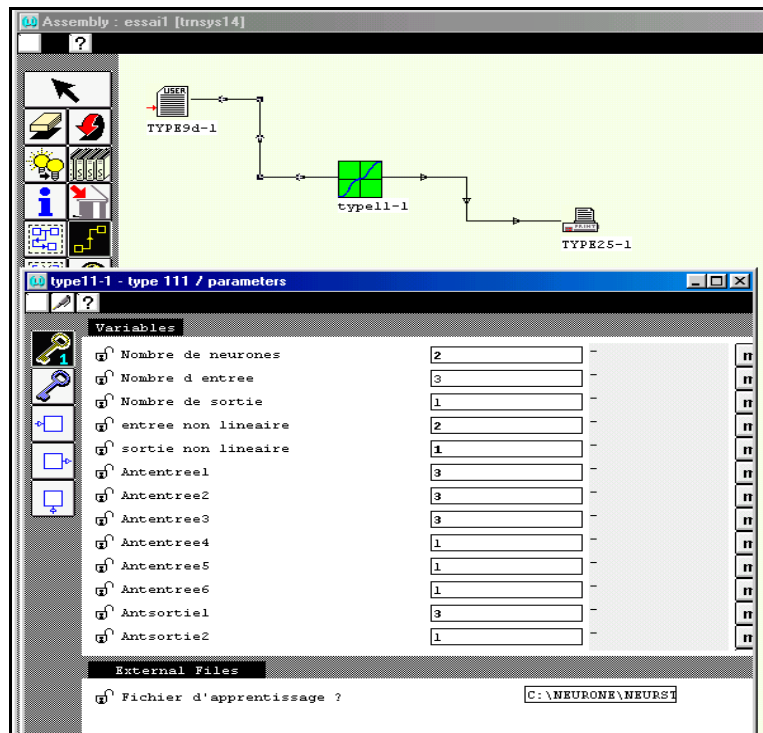 Assembly : essai1 [trnsys14]
?
USER
TYPE9d-1
type11-1
PRINT
TYPE25-1
type11-1 - type 111 / parameters
?
Variables
1
Nombre de neurones 2 -
Nombre d entree 3 -
Nombre de sortie 1 -
entree non lineaire 2 -
sortie non lineaire 1 -
Antentree1 3 -
Antentree2 3 -
Antentree3 3 -
Antentree4 1 -
Antentree5 1 -
Antentree6 1 -
Antsortie1 3 -
Antsortie2 1 -
External Files
Fichier d'apprentissage ? C:\NEURONE\NEURST